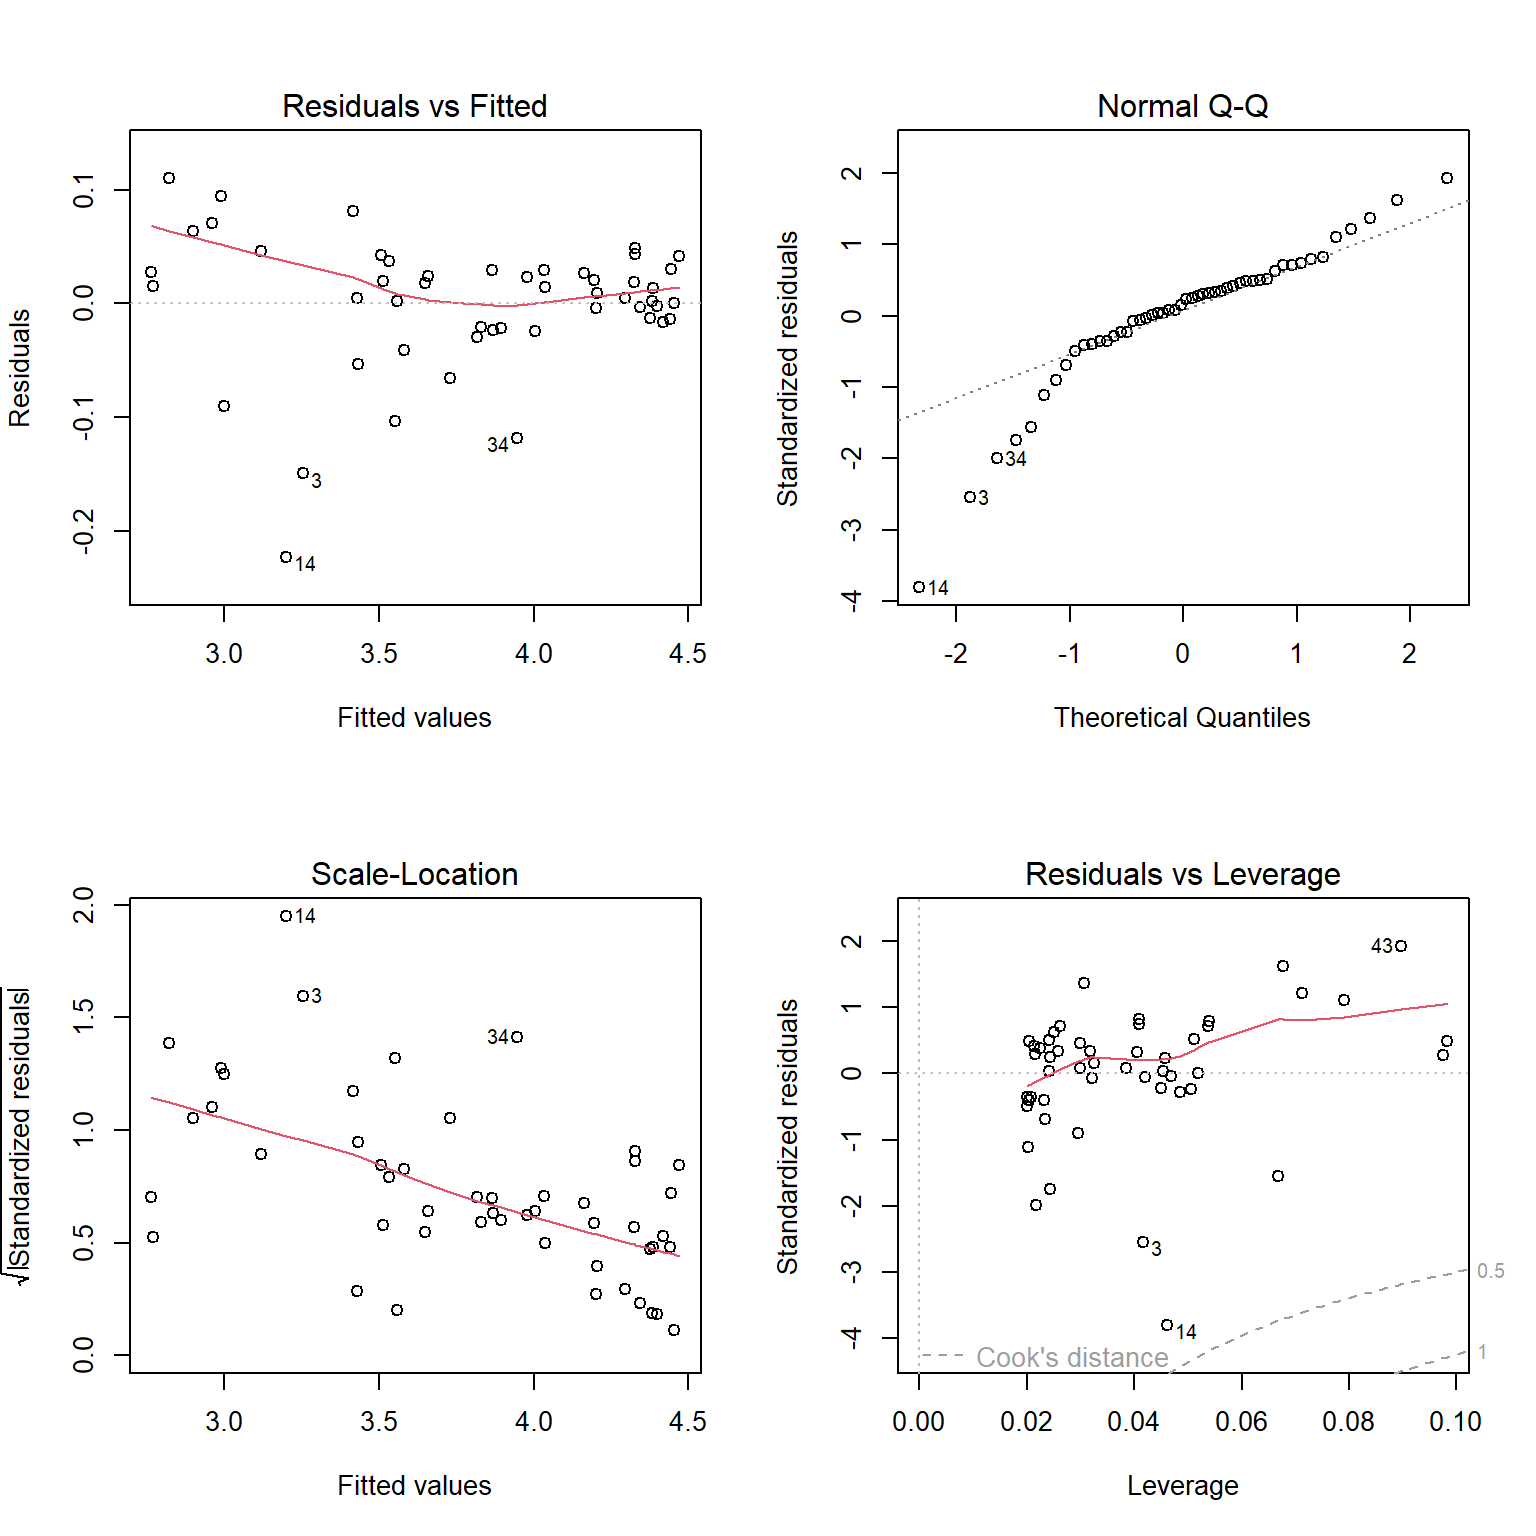 Residuals vs Fitted
Residuals
0.1
0.0
-0.1
-0.2
34
3
14
3.0 3.5 4.0 4.5
Fitted values
Normal Q-Q
Standardized residuals
2
1
0
-1
-2
-3
-4
34
3
14
-2 -1 0 1 2
Theoretical Quantiles
Scale-Location
√|Standardized residuals|
2.0
1.5
1.0
0.5
0.0
14
3
34
3.0 3.5 4.0 4.5
Fitted values
Residuals vs Leverage
Standardized residuals
2
1
0
-1
-2
-3
-4
43
3
14
0.5
1
Cook's distance
0.00 0.02 0.04 0.06 0.08 0.10
Leverage